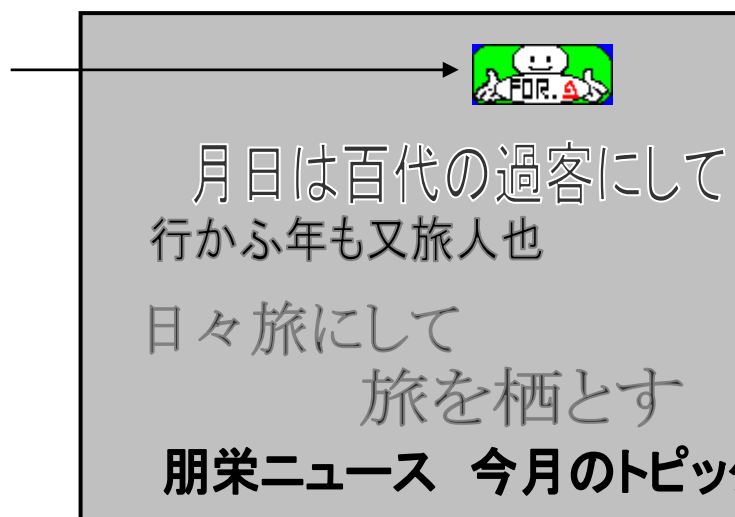 FOR.A
月日は百代の過客にして
行かふ年も又旅人也
日々旅にして
旅を栖とす
朋栄ニュース 今月のトピッ